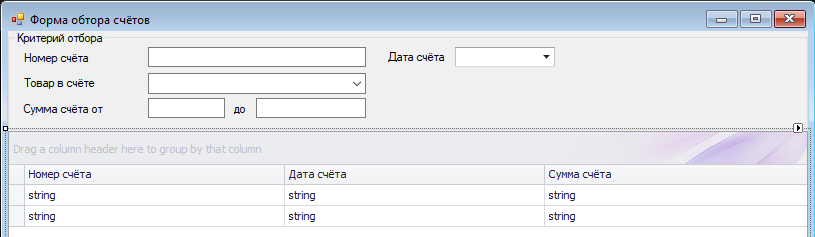 Форма обтора счётов
Критерий отбора
Номер счёта Дата счёта
Товар в счёте
Сумма счёта от до
Drag a column header here to group by that column
Номер счёта Дата счёта Сумма счёта
string string string
string string string